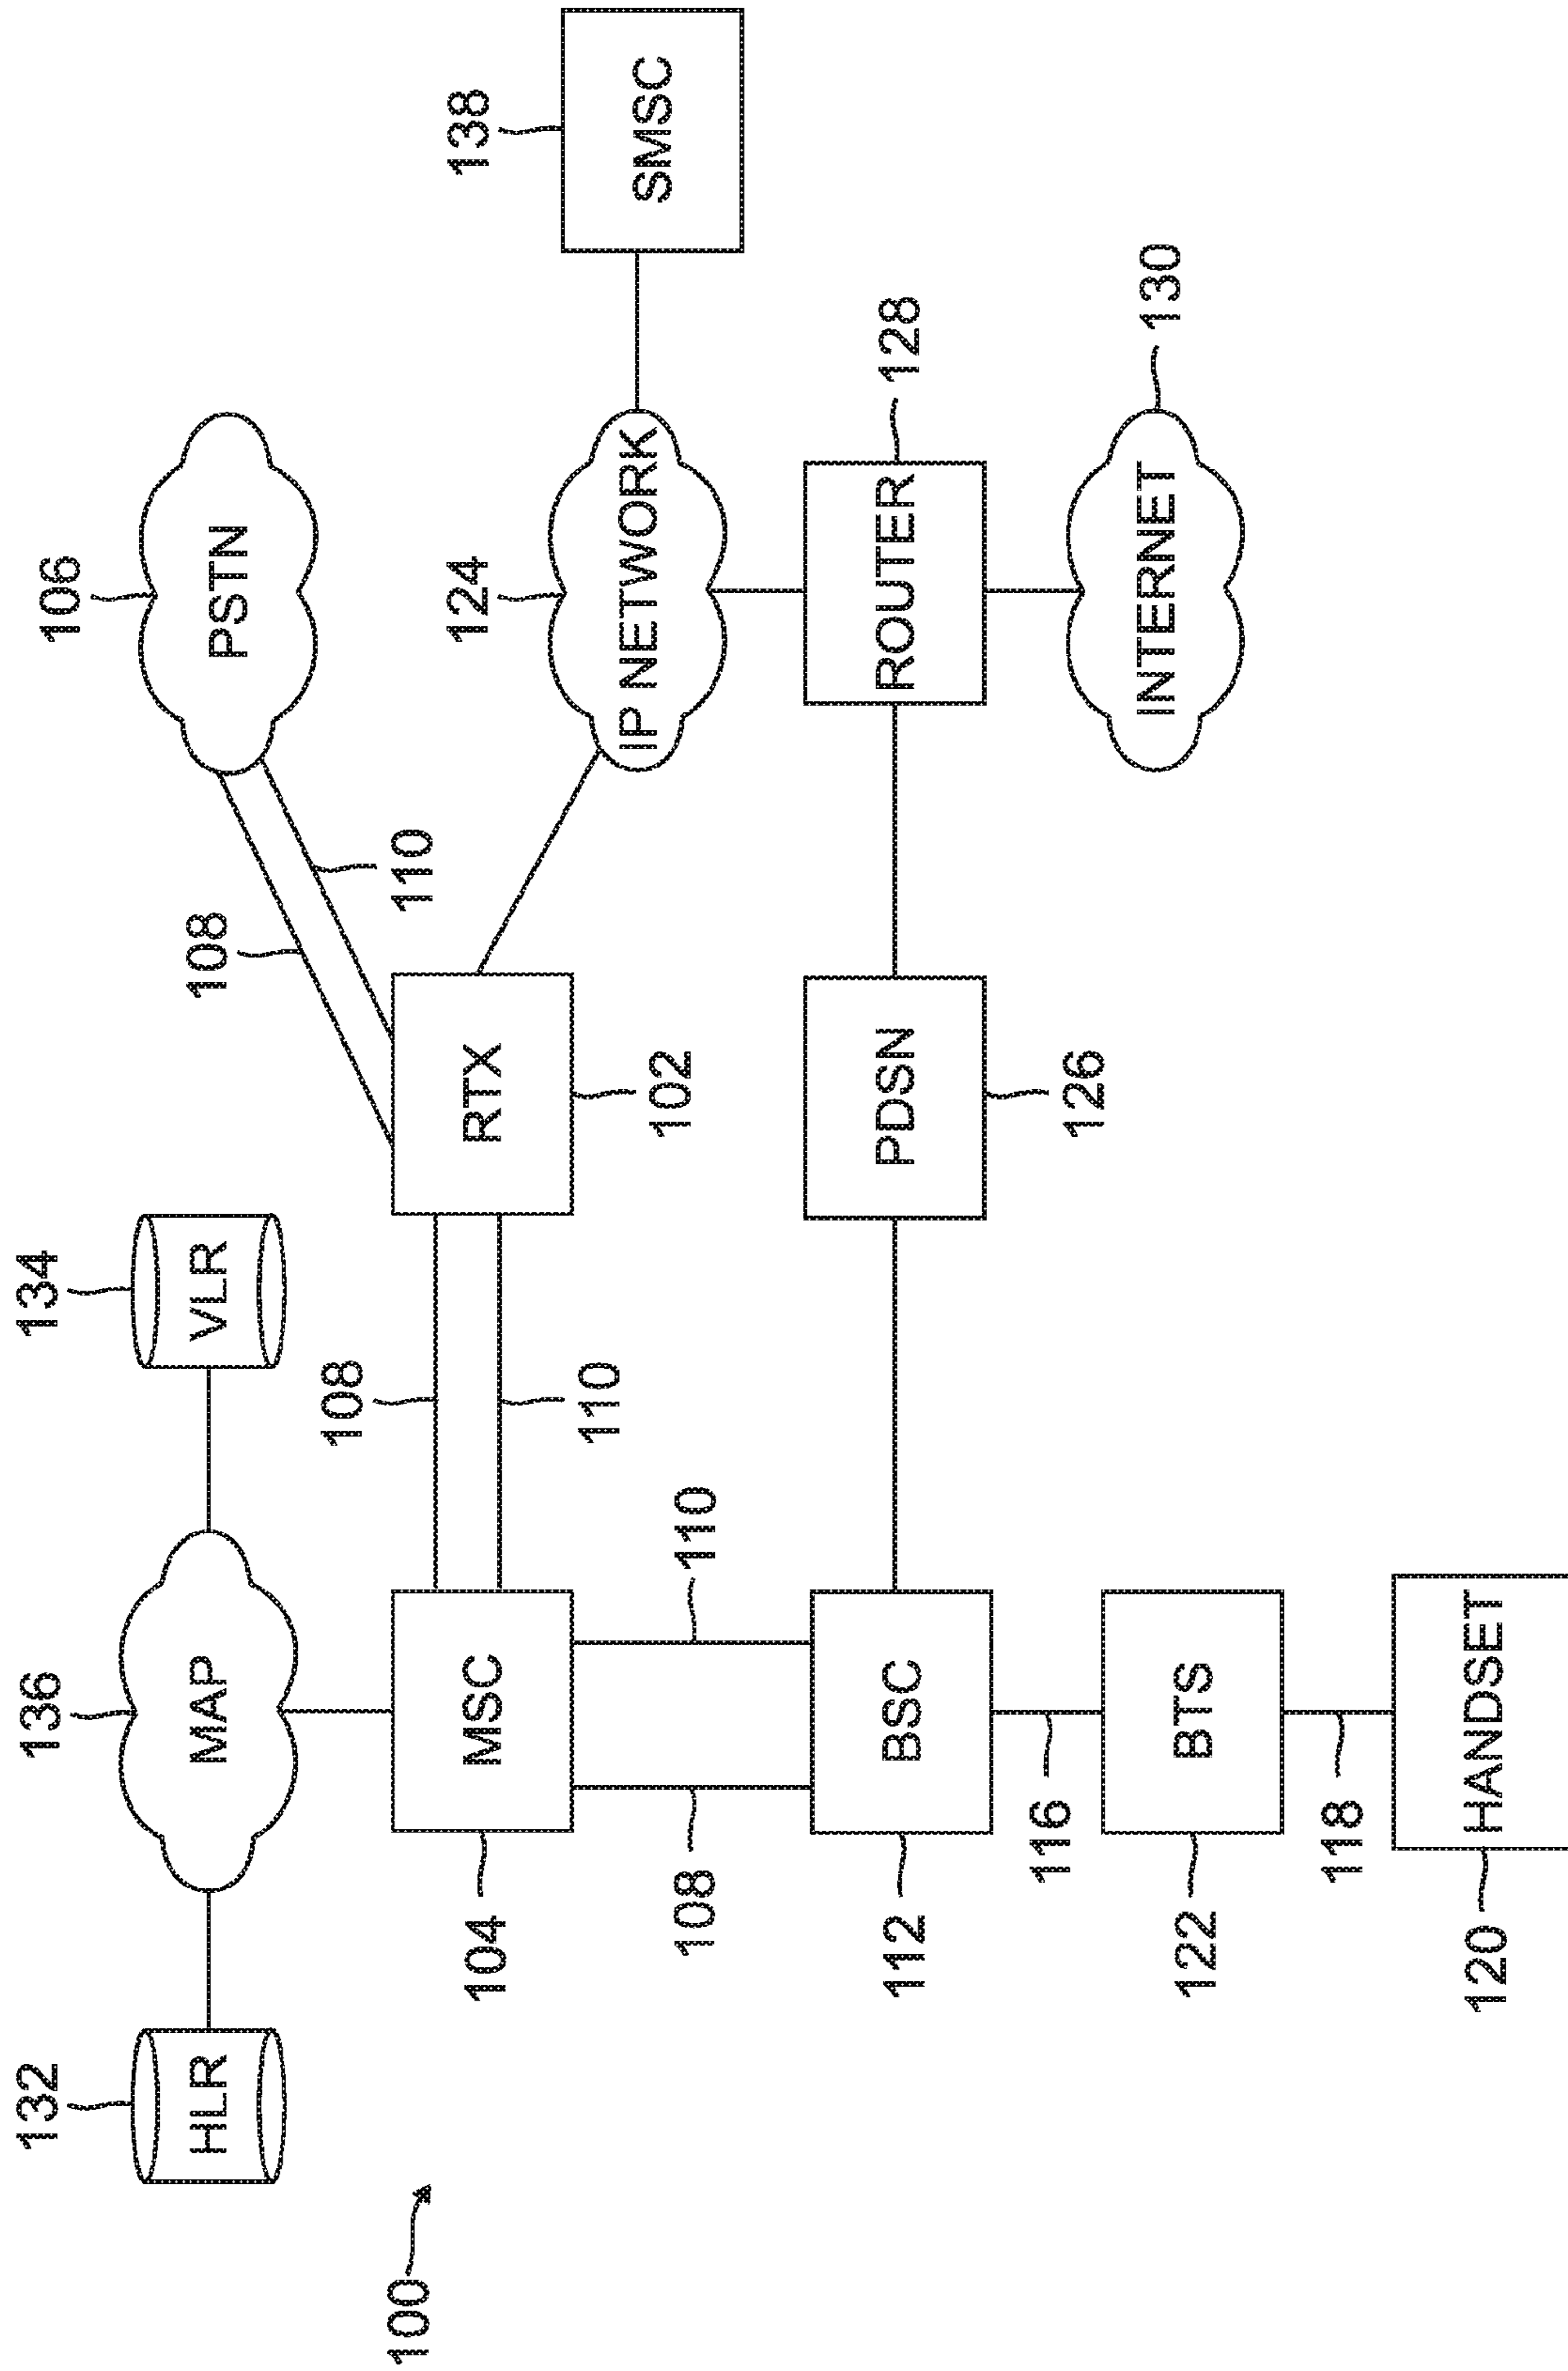 132
HLR
136
MAP
134
VLR
106
PSTN
100
104
MSC
108
110
RTX
102
108
110
124
IP NETWORK
138
SMSC
108
110
112
BSC
PDSN
126
ROUTER
128
116
122
BTS
118
INTERNET
130
120
HANDSET